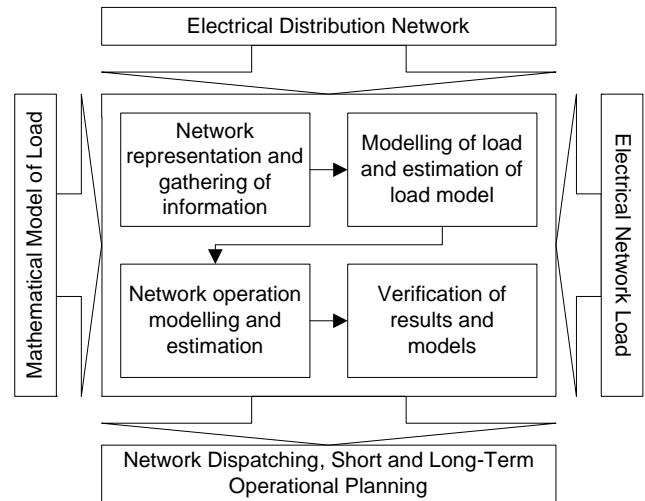 Electrical Distribution Network
Mathematical Model of Load
Network
representation and
gathering of
information
Modelling of load
and estimation of
load model
Network operation
modelling and
estimation
Verification of
results and
models
Electrical Network Load
Network Dispatching, Short and Long-Term
Operational Planning